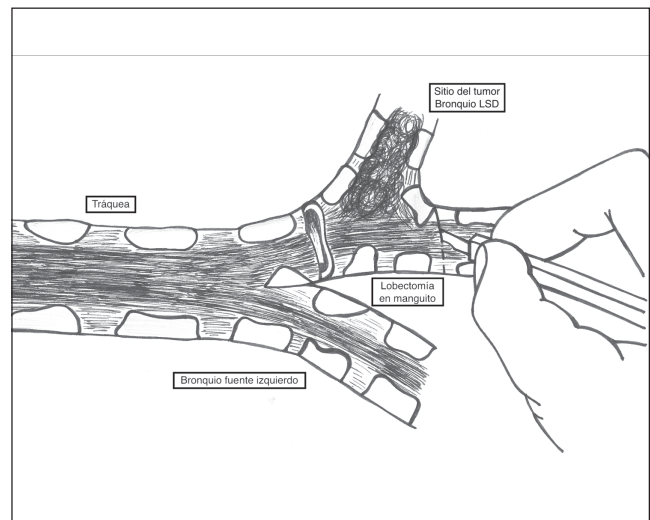 Sitio del tumor
Bronquio LSD
Tráquea
Lobectomía
en manguito
Bronquio fuente izquierdo